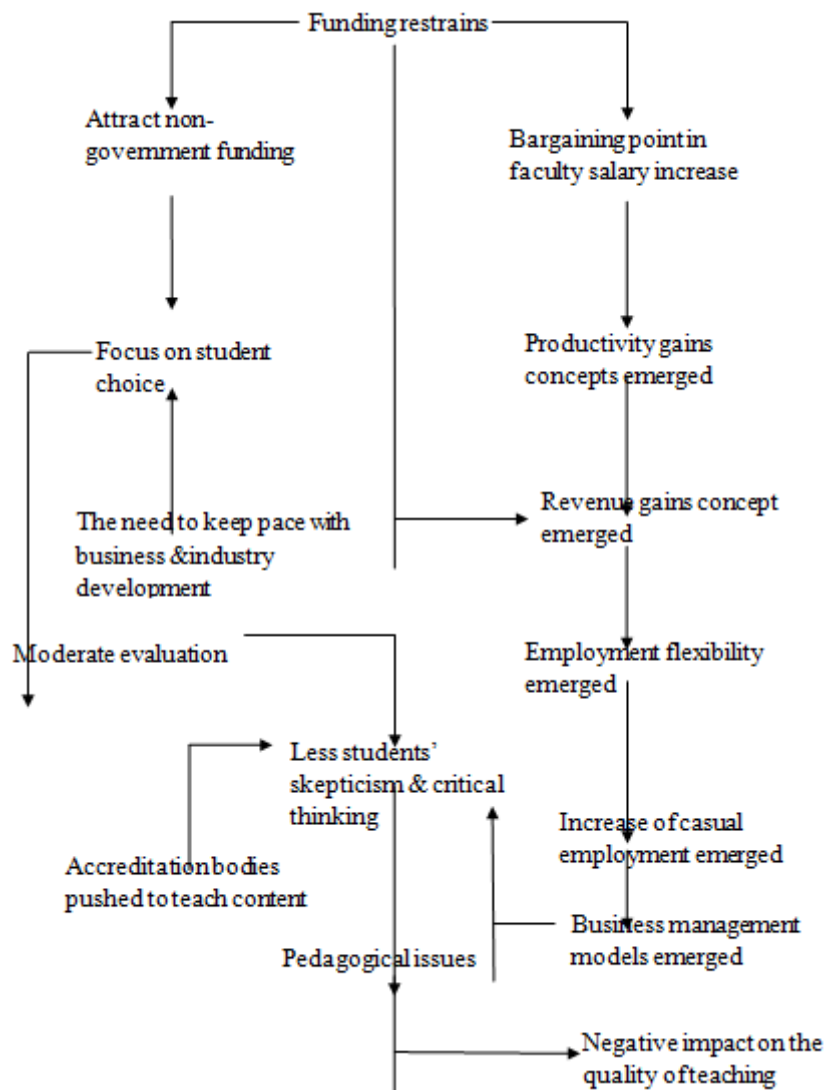 Funding restrains
Attract non-
government funding
Bargaining point in
faculty salary increase
Focus on student
choice
Productivity gains
concepts emerged
The need to keep pace with
business &industry
development
Revenue gains concept
emerged
Moderate evaluation
Employment flexibility
emerged
Less students’
skepticism & critical
thinking
Increase of casual
employment emerged
Accreditation bodies
pushed to teach content
Business management
models emerged
Pedagogical issues
Negative impact on the
quality of teaching